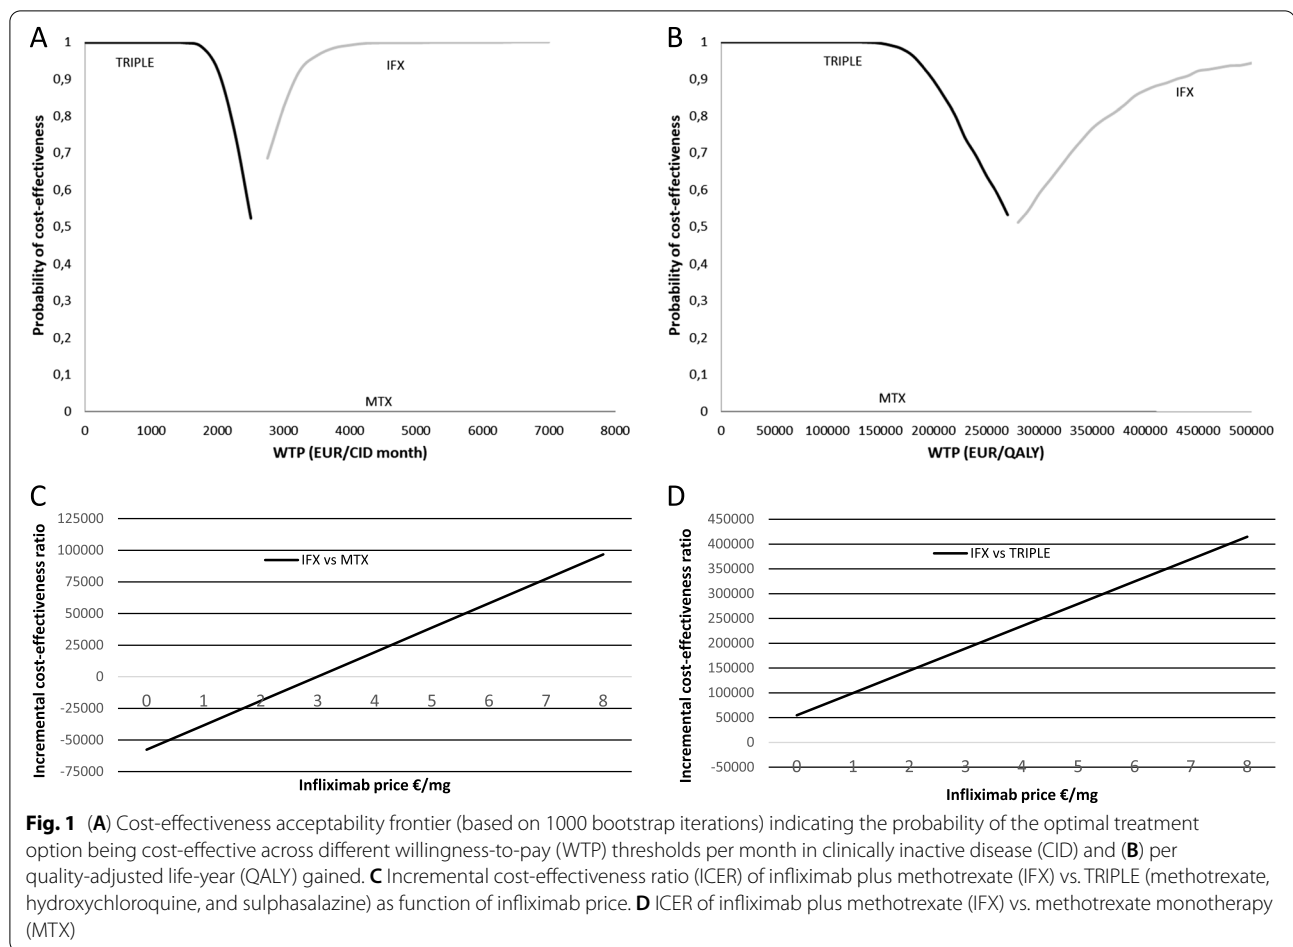 A
Probability of cost-effectiveness
1
0,9
0,8
0,7
0,6
0,5
0,4
0,3
0,2
0,1
0
TRIPLE
IFX
MTX
0 1000 2000 3000 4000 5000 6000 7000 8000
WTP (EUR/CID month)
B
Probability of cost-effectiveness
1
0,9
0,8
0,7
0,6
0,5
0,4
0,3
0,2
0,1
0
TRIPLE
IFX
MTX
0 50000 100000 150000 200000 250000 300000 350000 400000 450000 500000
WTP (EUR/QALY)
C
Incremental cost-effectiveness ratio
125000
100000
75000
50000
25000
0
-25000
-50000
-75000
IFX vs MTX
0 1 2 3 4 5 6 7 8
Infliximab price €/mg
D
Incremental cost-effectiveness ratio
450000
400000
350000
300000
250000
200000
150000
100000
50000
0
-50000
IFX vs TRIPLE
0 1 2 3 4 5 6 7 8
Infliximab price €/mg
Fig. 1 (A) Cost-effectiveness acceptability frontier (based on 1000 bootstrap iterations) indicating the probability of the optimal treatment
option being cost-effective across different willingness-to-pay (WTP) thresholds per month in clinically inactive disease (CID) and (B) per
quality-adjusted life-year (QALY) gained. C Incremental cost-effectiveness ratio (ICER) of infliximab plus methotrexate (IFX) vs. TRIPLE (methotrexate,
hydroxychloroquine, and sulphasalazine) as function of infliximab price. D ICER of infliximab plus methotrexate (IFX) vs. methotrexate monotherapy
(MTX)